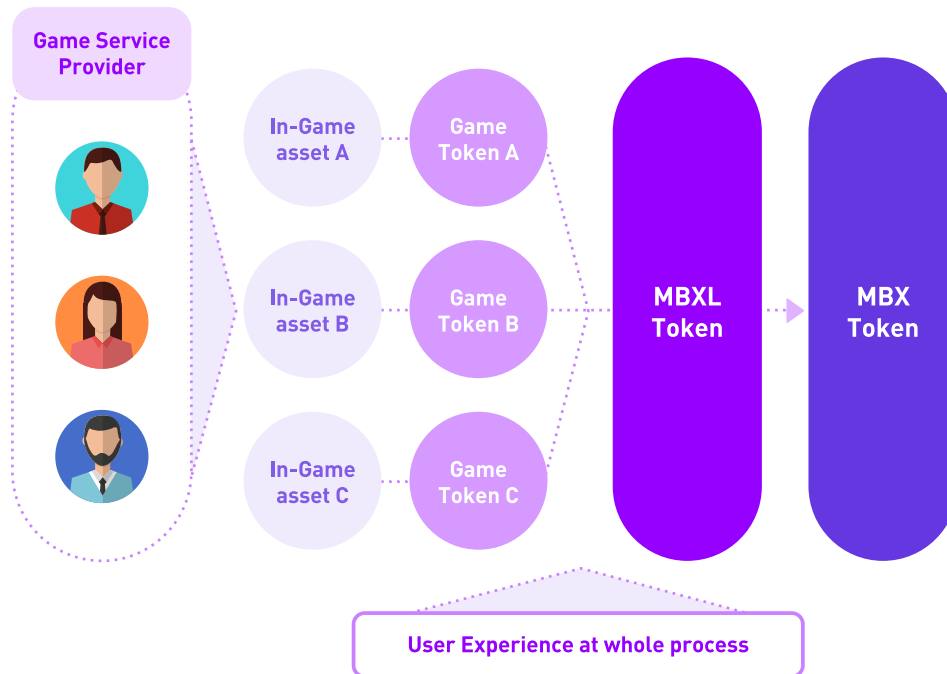 Game Service
Provider
In-Game
asset A
Game
Token A
In-Game
asset B
Game
Token B
In-Game
asset C
Game
Token C
MBXL
Token
MBX
Token
User Experience at whole process